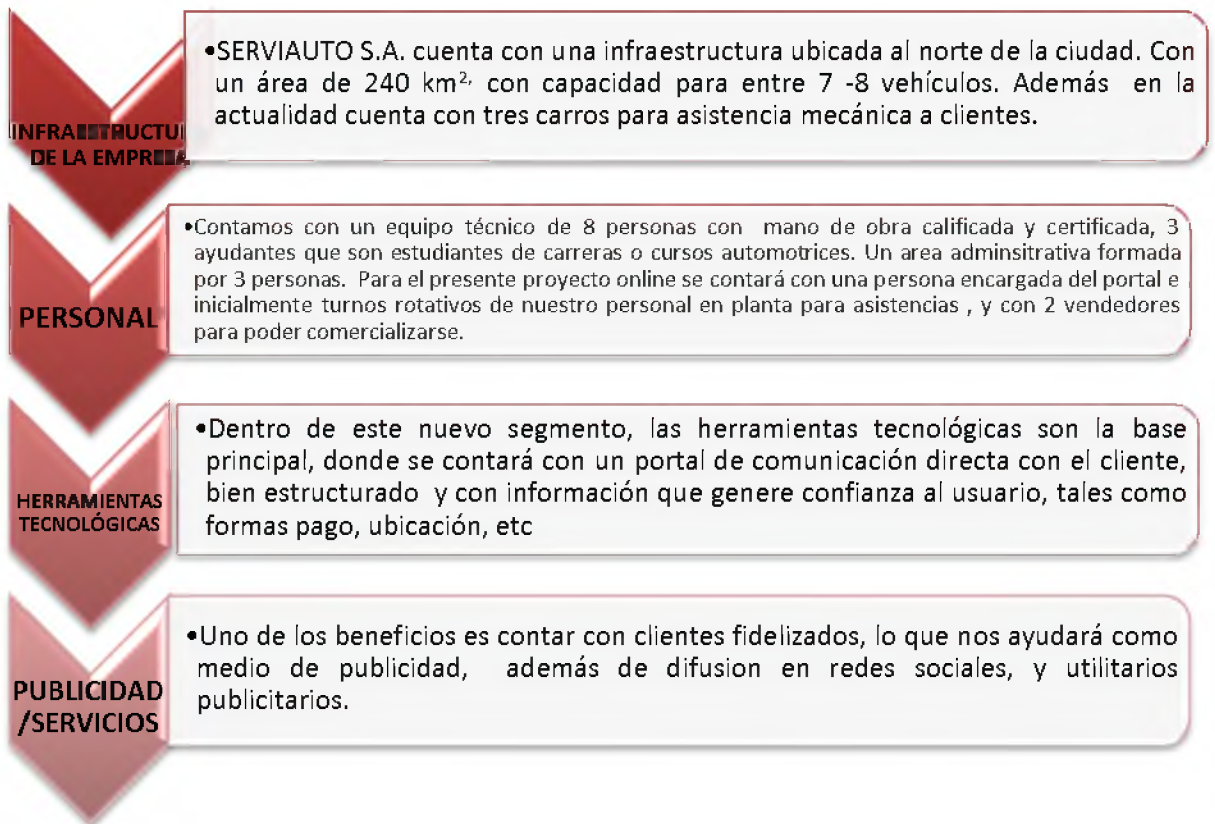 •SERVIAUTO S.A. cuenta con una infraestructura ubicada al norte de la ciudad. Con
un área de 240 km², con capacidad para entre 7 -8 vehículos. Además en la
actualidad cuenta con tres carros para asistencia mecánica a clientes.
INFRAESTRUCTU
DE LA EMPRESA
•Contamos con un equipo técnico de 8 personas con mano de obra calificada y certificada, 3
ayudantes que son estudiantes de carreras o cursos automotrices. Un area adminsitrativa formada
por 3 personas. Para el presente proyecto online se contará con una persona encargada del portal e
inicialmente turnos rotativos de nuestro personal en planta para asistencias , y con 2 vendedores
para poder comercializarse.
PERSONAL
•Dentro de este nuevo segmento, las herramientas tecnológicas son la base
principal, donde se contará con un portal de comunicación directa con el cliente,
bien estructurado y con información que genere confianza al usuario, tales como
formas pago, ubicación, etc
HERRAMIENTAS
TECNOLÓGICAS
•Uno de los beneficios es contar con clientes fidelizados, lo que nos ayudará como
medio de publicidad, además de difusion en redes sociales, y utilitarios
publicitarios.
PUBLICIDAD
/SERVICIOS